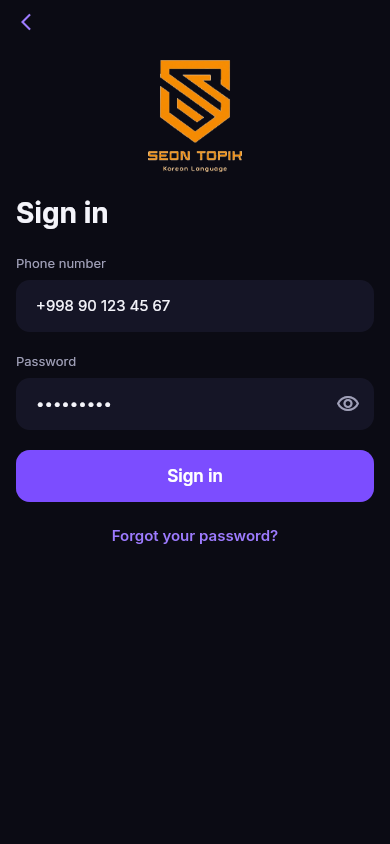 SEON TOPIK
Korean Language
Sign in
Phone number
+998 90 123 45 67
Password
•••••••••
Sign in
Forgot your password?